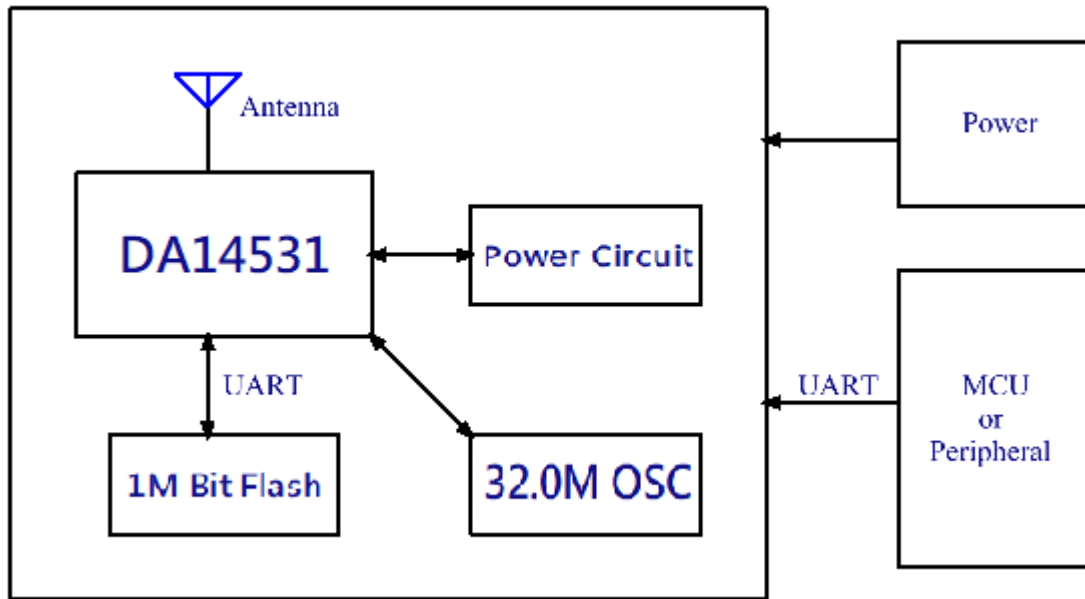 Antenna
DA14531
Power Circuit
UART
1M Bit Flash
32.0M OSC
Power
UART
MCU
or
Peripheral